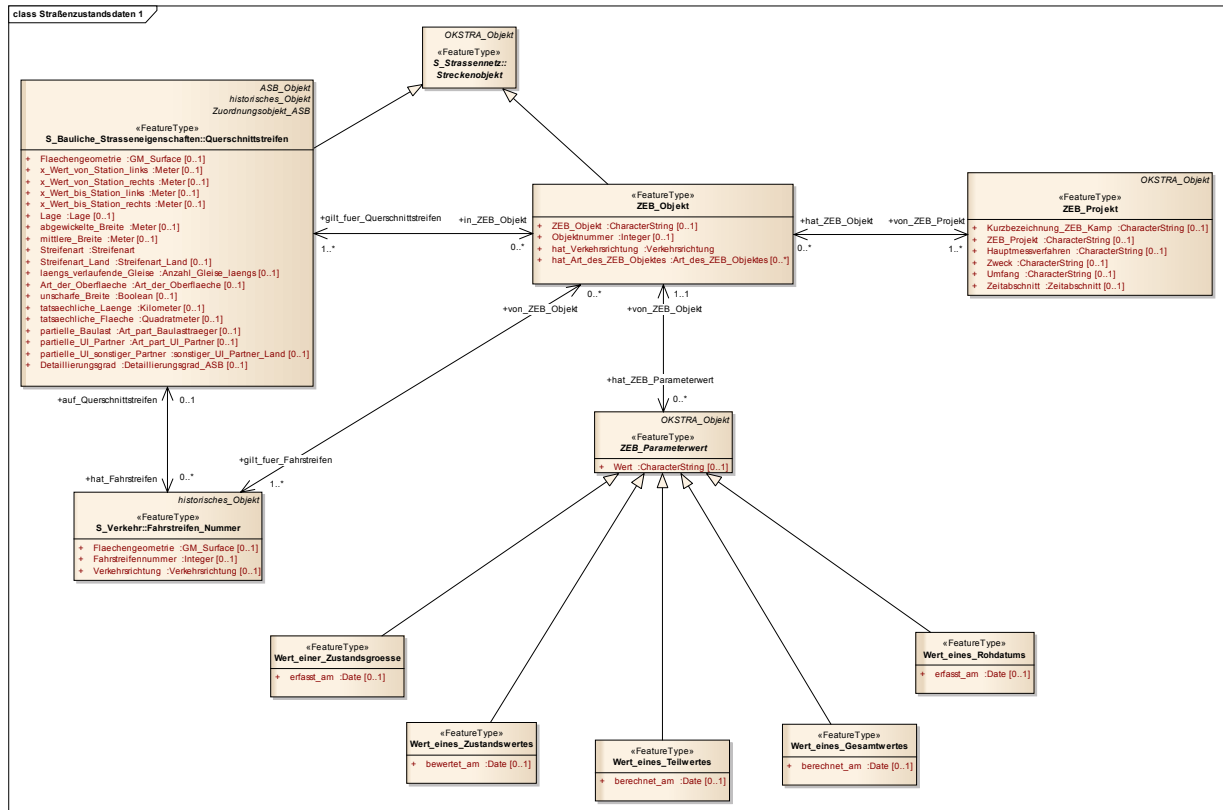 class Straßenzustandsdaten 1
OKSTRA_Objekt
«FeatureType»
S_Strassennetz::
Streckenobjekt
ASB_Objekt
historisches_Objekt
Zuordnungsobjekt_ASB
«FeatureType»
S_Bauliche_Strasseneigenschaften::Querschnittstreifen
+ Flaechengeometrie :GM_Surface [0..1]
+ x_Wert_von_Station_links :Meter [0..1]
+ x_Wert_von_Station_rechts :Meter [0..1]
+ x_Wert_bis_Station_links :Meter [0..1]
+ x_Wert_bis_Station_rechts :Meter [0..1]
+ Lage :Lage [0..1]
+ abgewickelte_Breite :Meter [0..1]
+ mittlere_Breite :Meter [0..1]
+ Streifenart :Streifenart
+ Streifenart_Land :Streifenart_Land [0..1]
+ laengs_verlaufende_Gleise :Anzahl_Gleise_laengs [0..1]
+ Art_der_Oberflaeche :Art_der_Oberflaeche [0..1]
+ unscharfe_Breite :Boolean [0..1]
+ tatsaechliche_Laenge :Kilometer [0..1]
+ tatsaechliche_Flaeche :Quadratmeter [0..1]
+ partielle_Baulast :Art_part_Baulasttraeger [0..1]
+ partielle_UI_Partner :Art_part_UI_Partner [0..1]
+ partielle_UI_sonstiger_Partner :sonstiger_UI_Partner_Land [0..1]
+ Detaillierungsgrad :Detaillierungsgrad_ASB [0..1]
+gilt_fuer_Querschnittstreifen
1..*
+in_ZEB_Objekt
0..*
«FeatureType»
ZEB_Objekt
+ ZEB_Objekt :CharacterString [0..1]
+ Objektnummer :Integer [0..1]
+ hat_Verkehrsrichtung :Verkehrsrichtung
+ hat_Art_des_ZEB_Objektes :Art_des_ZEB_Objektes [0..*]
+hat_ZEB_Objekt
0..*
+von_ZEB_Projekt
1..*
OKSTRA_Objekt
«FeatureType»
ZEB_Projekt
+ Kurzbezeichnung_ZEB_Kamp :CharacterString [0..1]
+ ZEB_Projekt :CharacterString [0..1]
+ Hauptmessverfahren :CharacterString [0..1]
+ Zweck :CharacterString [0..1]
+ Umfang :CharacterString [0..1]
+ Zeitabschnitt :Zeitabschnitt [0..1]
0..*
+von_ZEB_Objekt
1..1
+von_ZEB_Objekt
+hat_ZEB_Parameterwert
0..*
+auf_Querschnittstreifen
0..1
+hat_Fahrstreifen
0..*
+gilt_fuer_Fahrstreifen
1..*
OKSTRA_Objekt
«FeatureType»
ZEB_Parameterwert
+ Wert :CharacterString [0..1]
historisches_Objekt
«FeatureType»
S_Verkehr::Fahrstreifen_Nummer
+ Flaechengeometrie :GM_Surface [0..1]
+ Fahrstreifennummer :Integer [0..1]
+ Verkehrsrichtung :Verkehrsrichtung [0..1]
«FeatureType»
Wert_einer_Zustandsgroesse
+ erfasst_am :Date [0..1]
«FeatureType»
Wert_eines_Zustandswertes
+ bewertet_am :Date [0..1]
«FeatureType»
Wert_eines_Teilwertes
+ berechnet_am :Date [0..1]
«FeatureType»
Wert_eines_Gesamtwertes
+ berechnet_am :Date [0..1]
«FeatureType»
Wert_eines_Rohdatums
+ erfasst_am :Date [0..1]